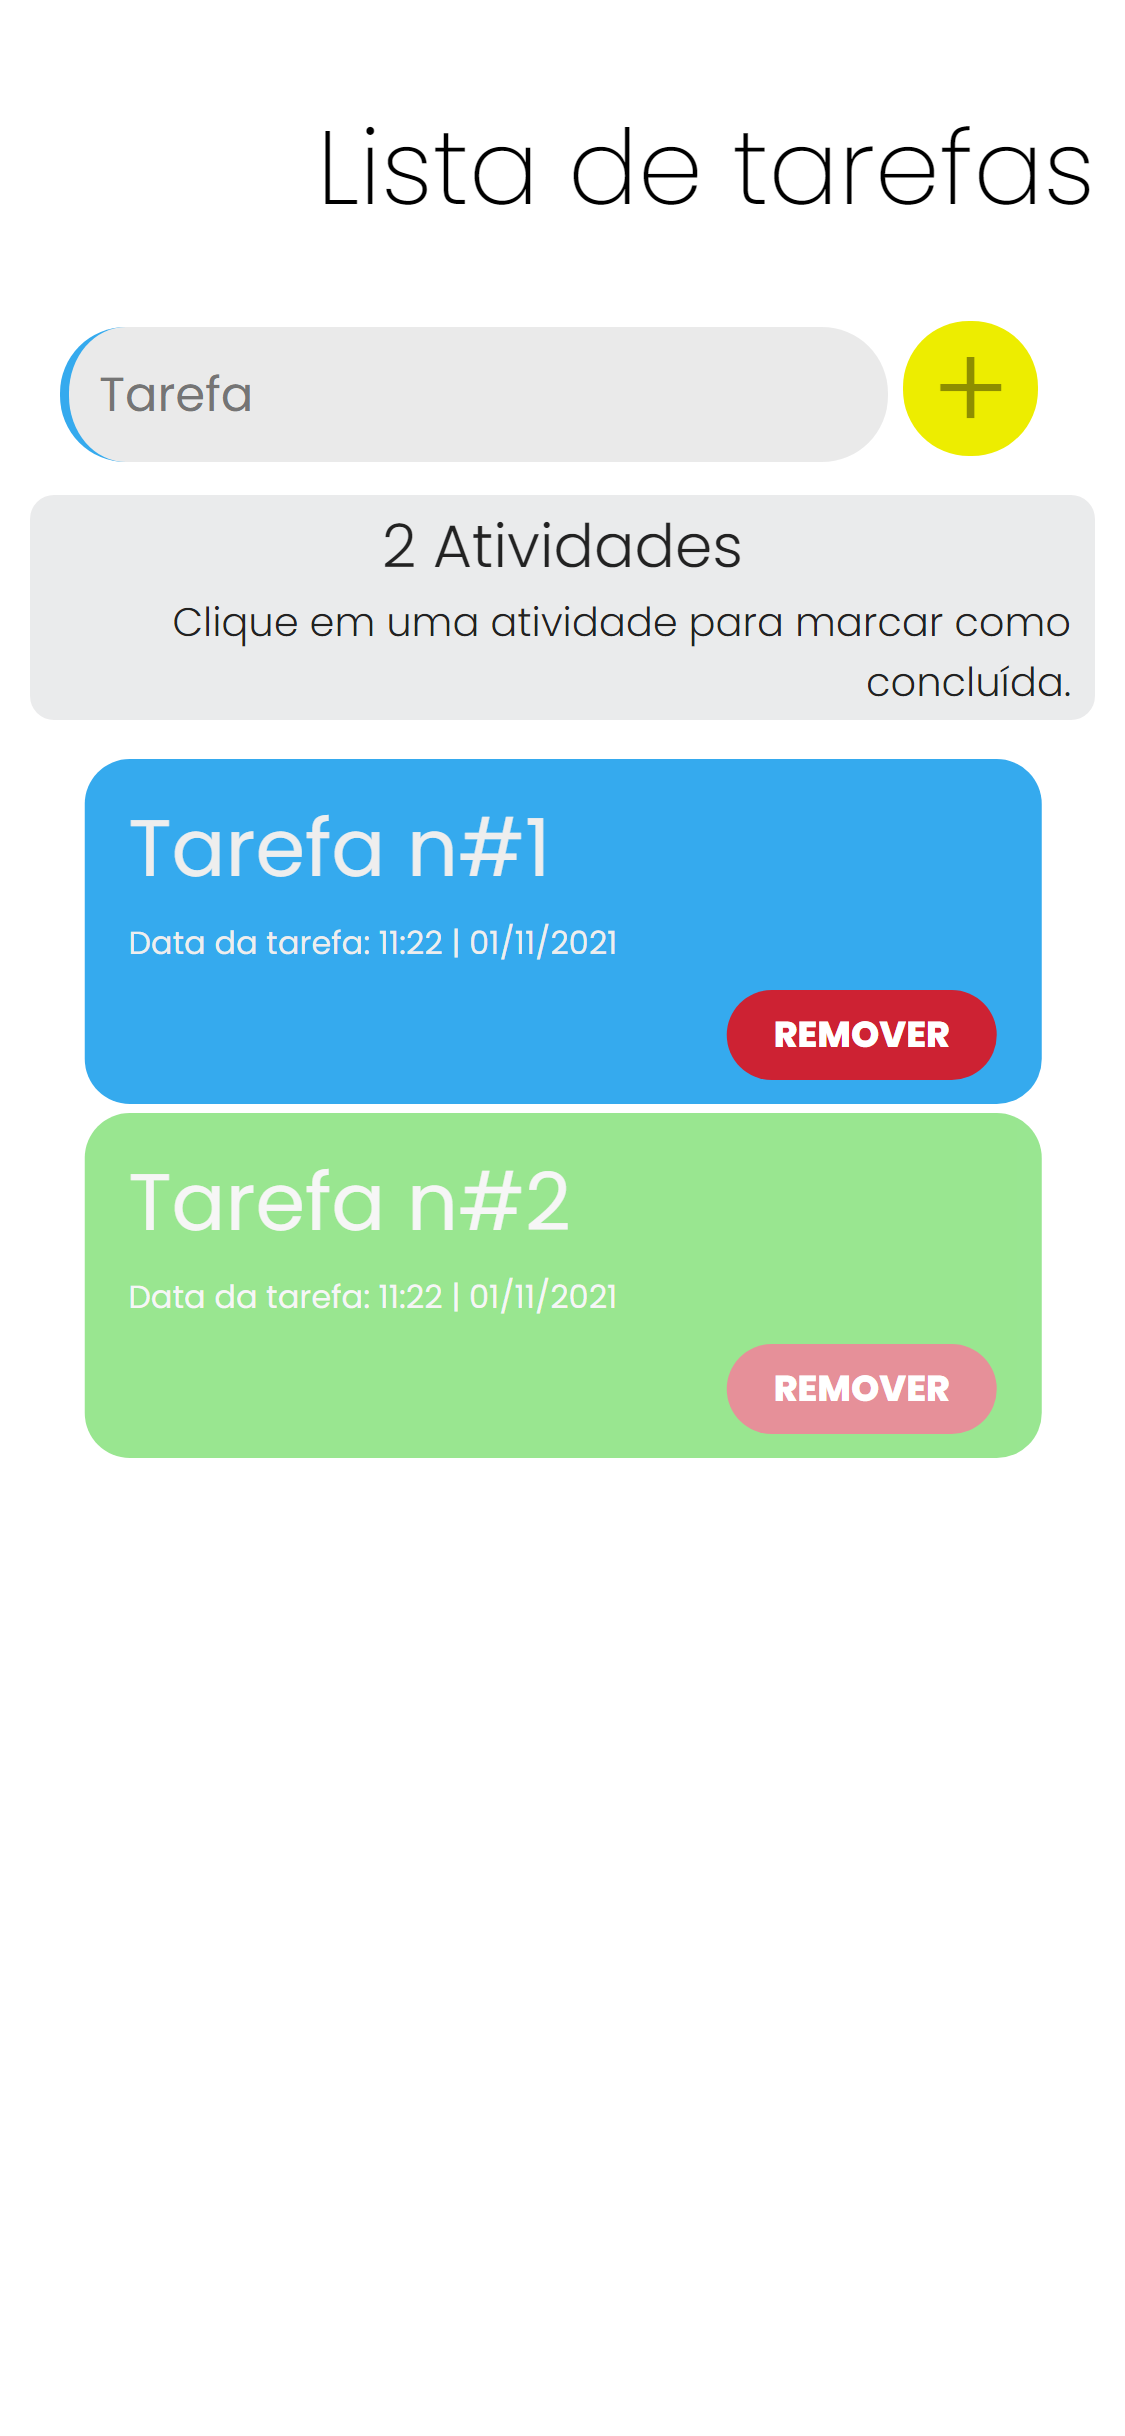 Lista de tarefas
Tarefa
+
2 Atividades
Clique em uma atividade para marcar como
concluída.
Tarefa n#1
Data da tarefa: 11:22 | 01/11/2021
REMOVER
Tarefa n#2
Data da tarefa: 11:22 | 01/11/2021
REMOVER